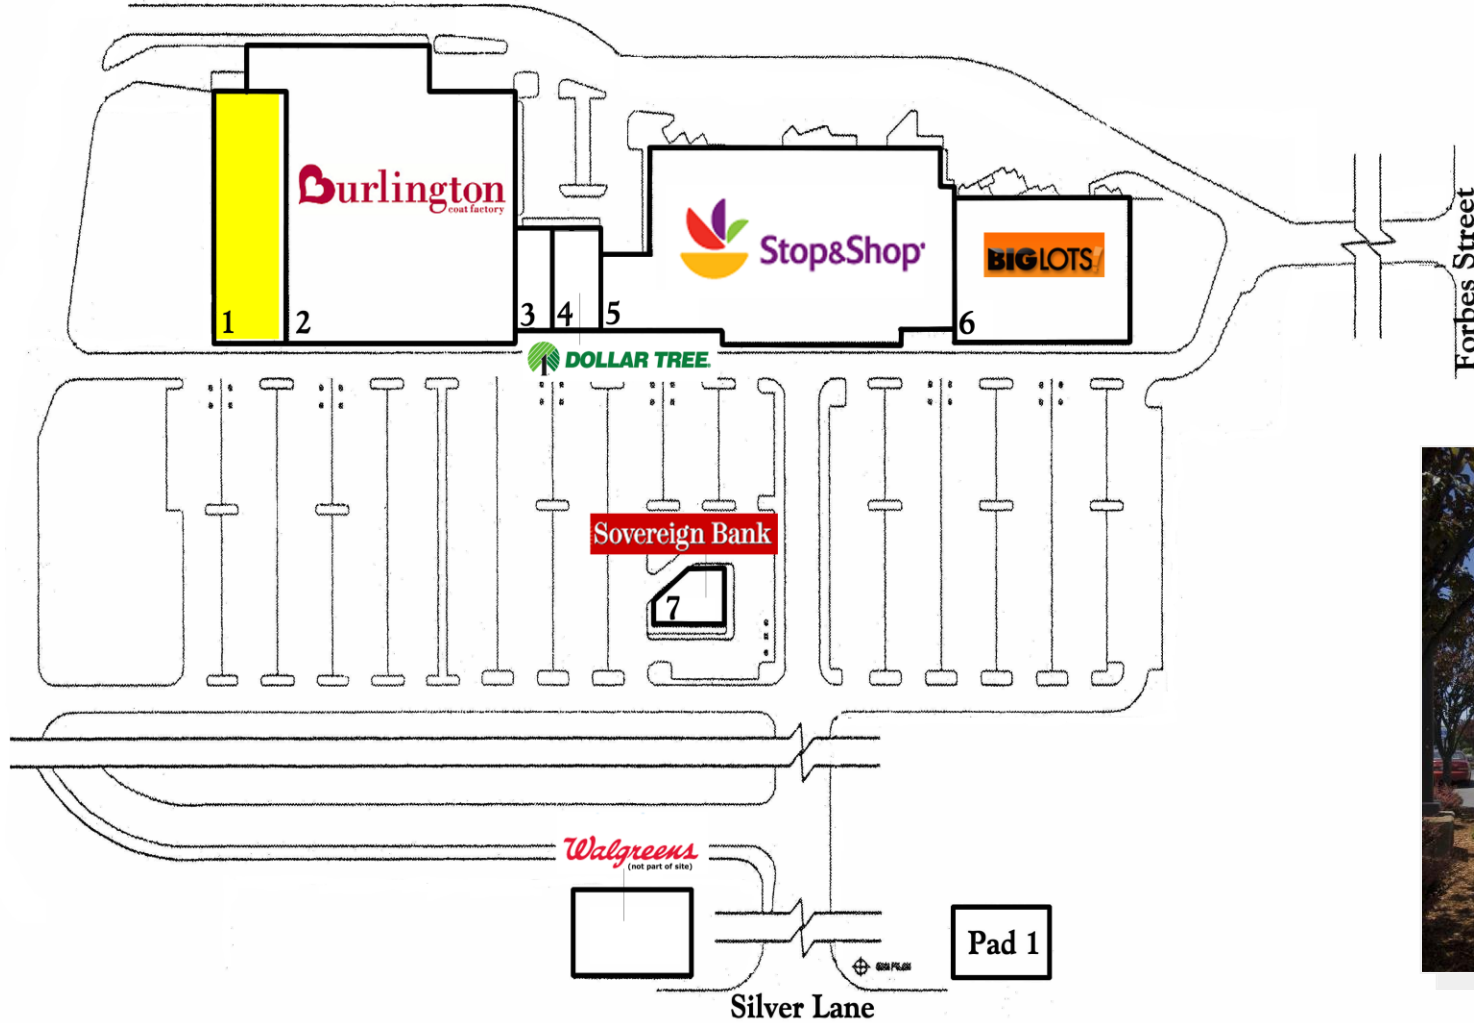 Burlington
coat factory
Stop&Shop
BIGLOTS!
1
2
3
4
5
6
DOLLAR TREE.
Forbes Street
Sovereign Bank
7
Walgreens
(not part of site)
Pad 1
Silver Lane